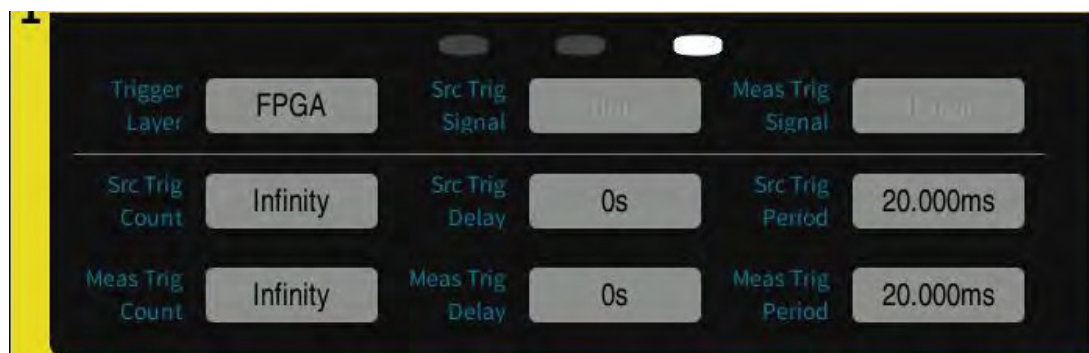 1
Trigger Layer FPGA Src Trig Signal Meas Trig Signal
Src Trig Count Infinity Src Trig Delay 0s Src Trig Period 20.000ms
Meas Trig Count Infinity Meas Trig Delay 0s Meas Trig Period 20.000ms